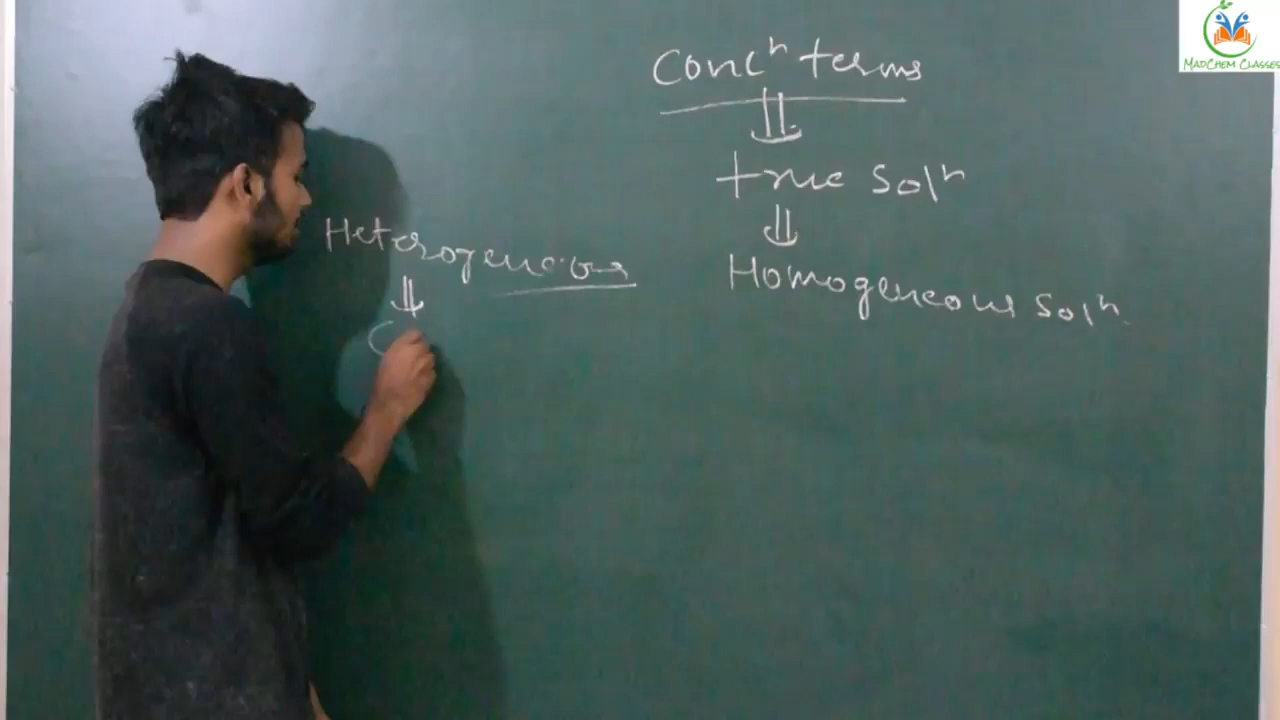 Concⁿ terms
true Solⁿ
Heterogeneous
Homogeneous Solⁿ
C
MADCHEM CLASSES